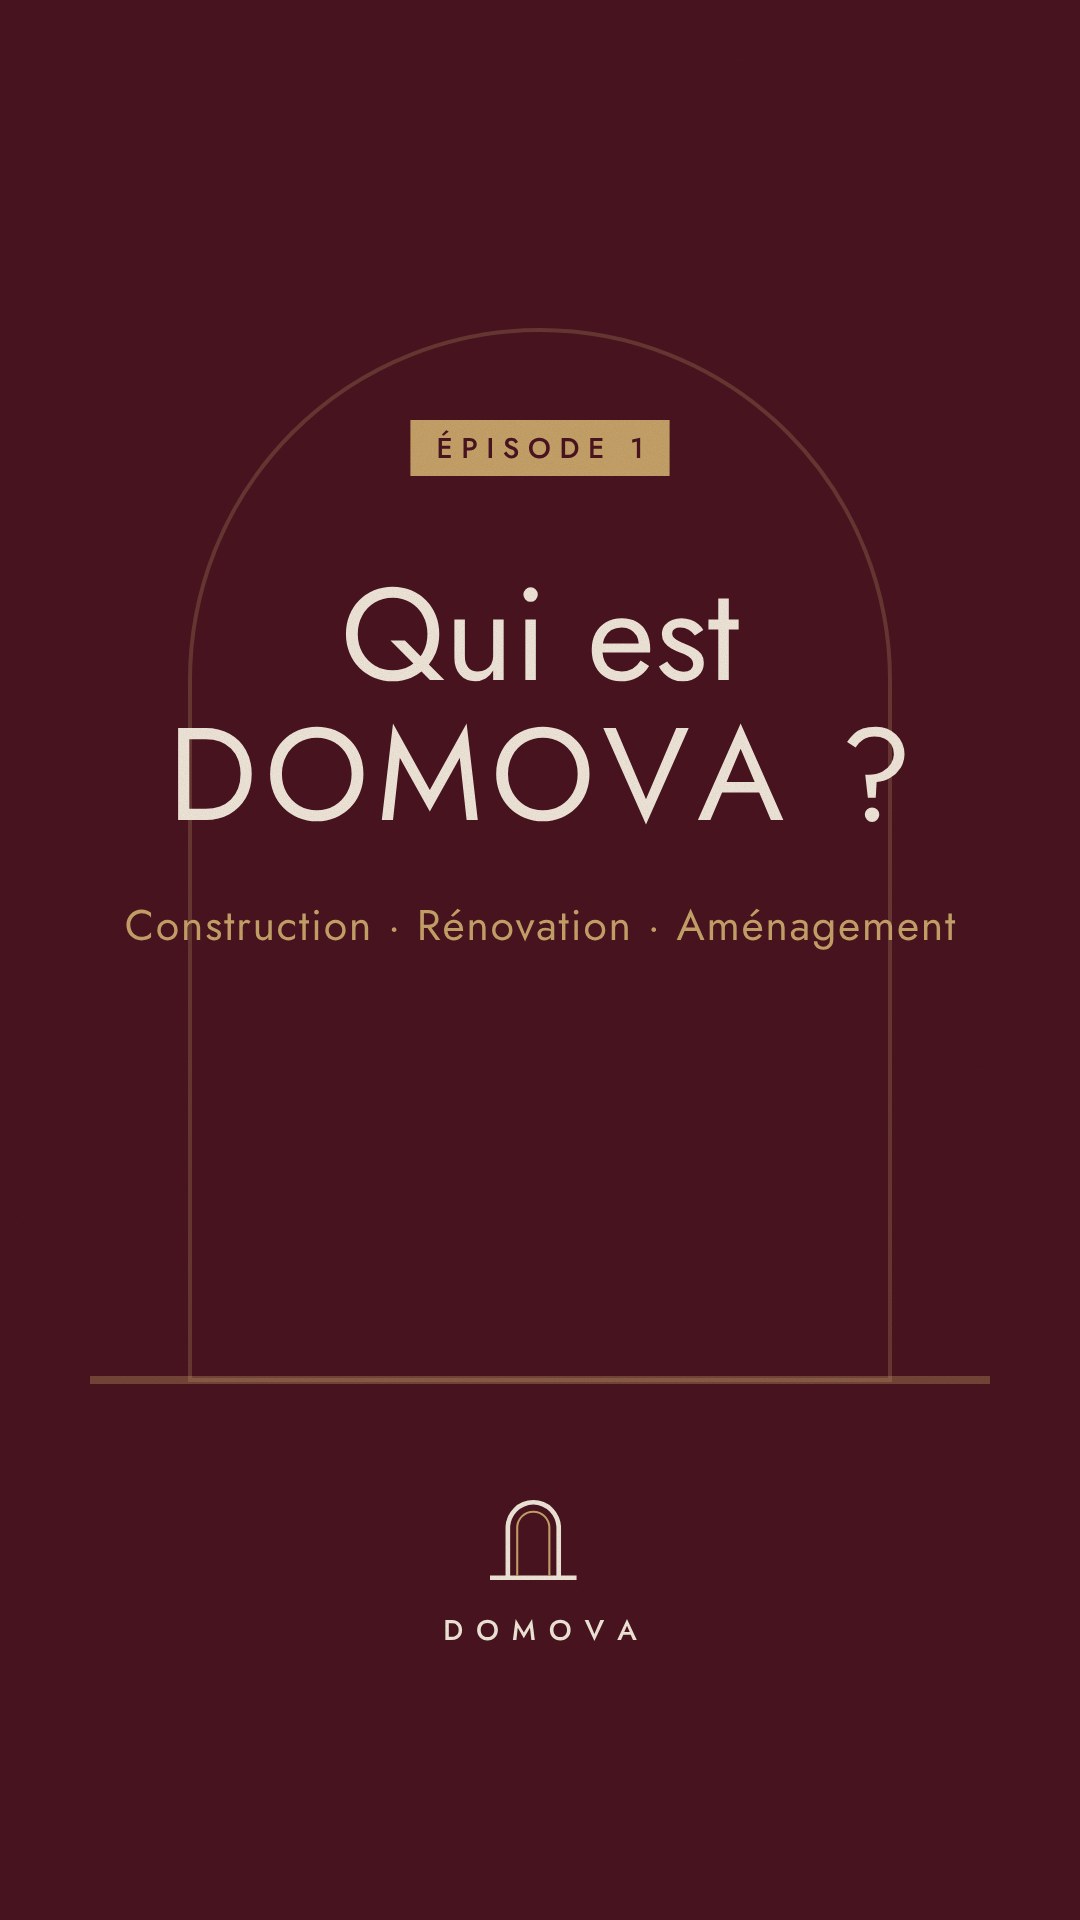 ÉPISODE 1
Qui est
DOMOVA ?
Construction · Rénovation · Aménagement
DOMOVA